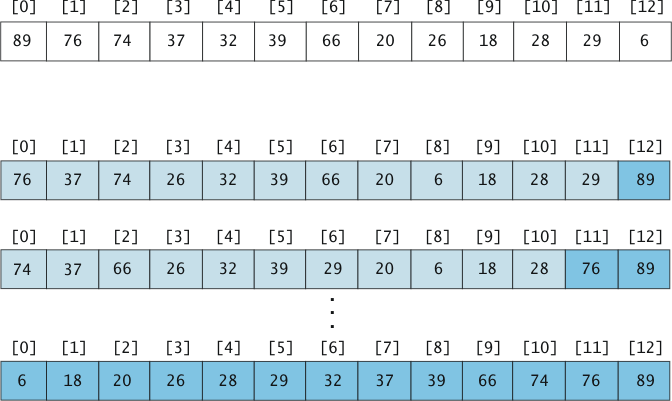 [0] [1] [2] [3] [4] [5] [6] [7] [8] [9] [10] [11] [12]
89 76 74 37 32 39 66 20 26 18 28 29 6
[0] [1] [2] [3] [4] [5] [6] [7] [8] [9] [10] [11] [12]
76 37 74 26 32 39 66 20 6 18 28 29 89
[0] [1] [2] [3] [4] [5] [6] [7] [8] [9] [10] [11] [12]
74 37 66 26 32 39 29 20 6 18 28 76 89
[0] [1] [2] [3] [4] [5] [6] [7] [8] [9] [10] [11] [12]
6 18 20 26 28 29 32 37 39 66 74 76 89